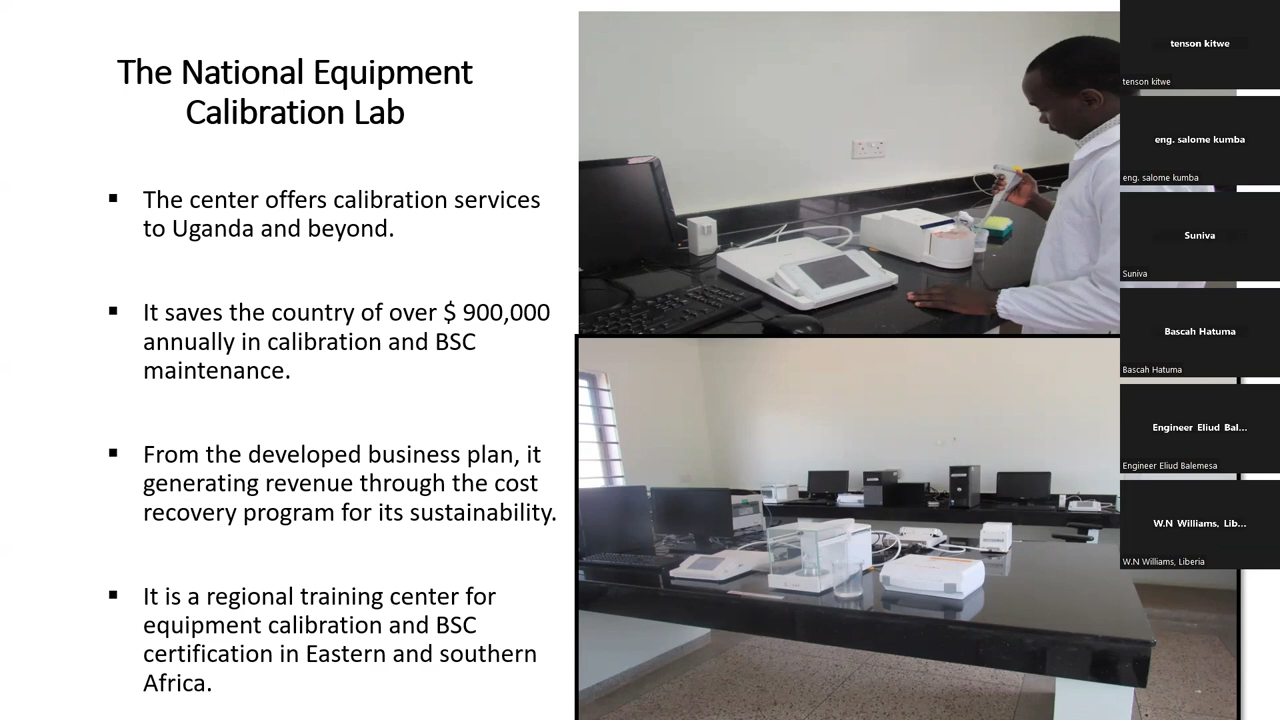 The National Equipment
Calibration Lab
▪ The center offers calibration services
to Uganda and beyond.
▪ It saves the country of over $ 900,000
annually in calibration and BSC
maintenance.
▪ From the developed business plan, it
generating revenue through the cost
recovery program for its sustainability.
▪ It is a regional training center for
equipment calibration and BSC
certification in Eastern and southern
Africa.
tenson kitwe
tenson kitwe
eng. salome kumba
eng. salome kumba
Suniva
Suniva
Bascah Hatuma
Bascah Hatuma
Engineer Eliud Bal...
Engineer Eliud Balemesa
W.N Williams, Lib...
W.N Williams, Liberia